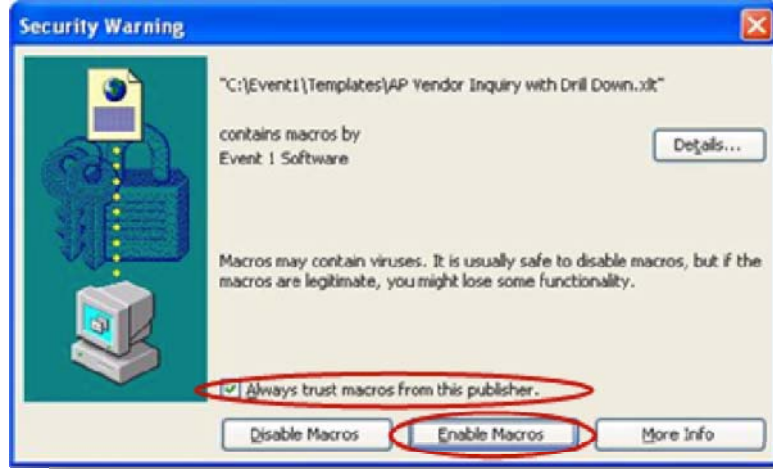 Security Warning
"C:\Event1\Templates\AP Vendor Inquiry with Drill Down.xlt"
contains macros by
Event 1 Software
Details...
Macros may contain viruses. It is usually safe to disable macros, but if the
macros are legitimate, you might lose some functionality.
Always trust macros from this publisher.
Disable Macros Enable Macros More Info